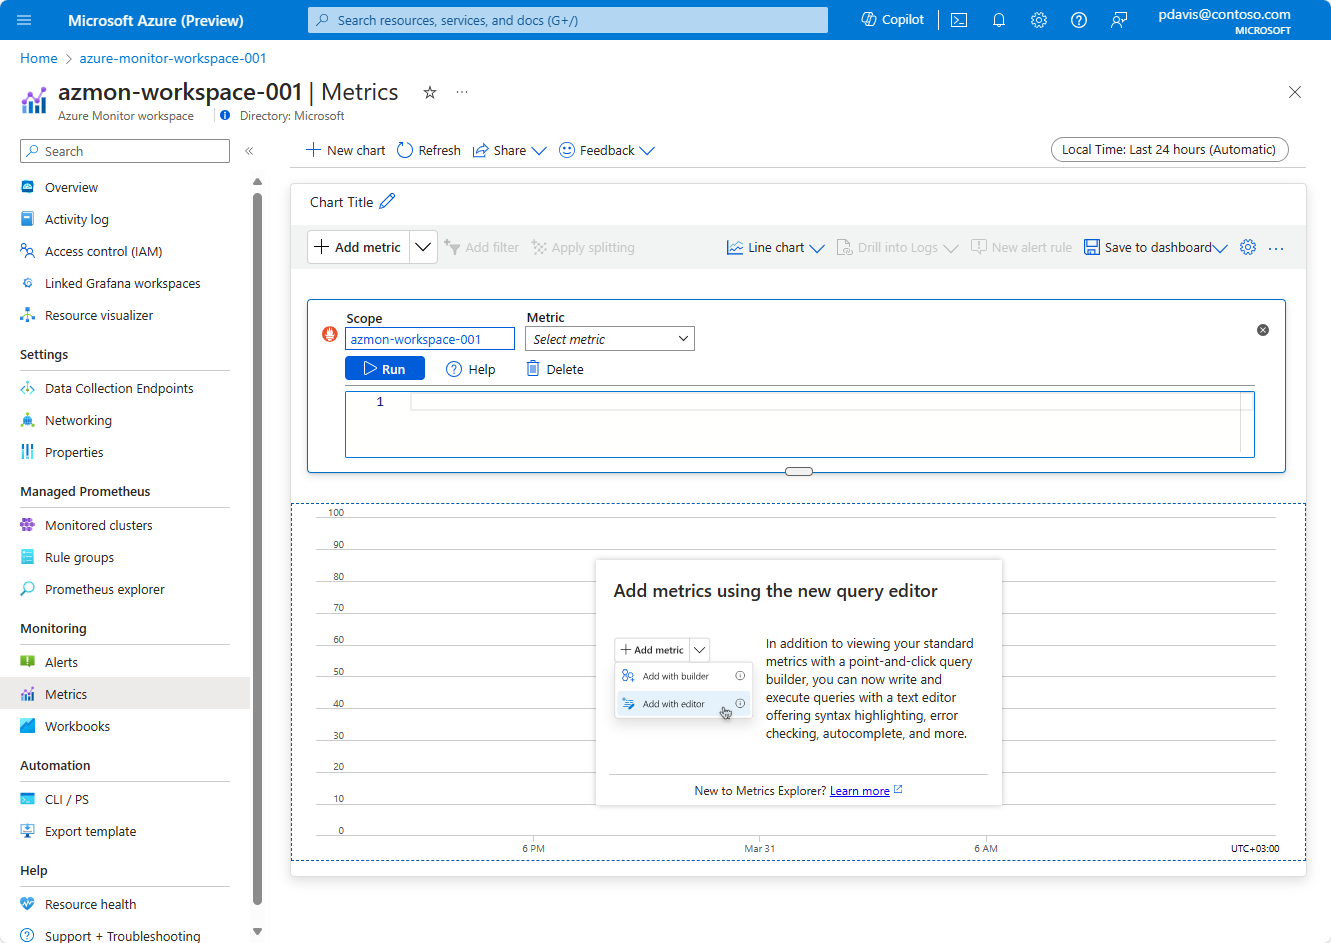 Microsoft Azure (Preview)
Search resources, services, and docs (G+/)
Copilot
pdavis@contoso.com
MICROSOFT
Home > azure-monitor-workspace-001
azmon-workspace-001 | Metrics
Azure Monitor workspace
Directory: Microsoft
Search
Overview
Activity log
Access control (IAM)
Linked Grafana workspaces
Resource visualizer
Settings
Data Collection Endpoints
Networking
Properties
Managed Prometheus
Monitored clusters
Rule groups
Prometheus explorer
Monitoring
Alerts
Metrics
Workbooks
Automation
CLI / PS
Export template
Help
Resource health
Support + Troubleshooting
New chart Refresh Share Feedback
Local Time: Last 24 hours (Automatic)
Chart Title
Add metric Add filter Apply splitting Line chart Drill into Logs New alert rule Save to dashboard
Scope Metric
azmon-workspace-001 Select metric
Run Help Delete
1
100
90
80
70
60
50
40
30
20
10
0
6 PM Mar 31 6 AM UTC+03:00
Add metrics using the new query editor
Add metric
Add with builder
Add with editor
In addition to viewing your standard
metrics with a point-and-click query
builder, you can now write and
execute queries with a text editor
offering syntax highlighting, error
checking, autocomplete, and more.
New to Metrics Explorer? Learn more